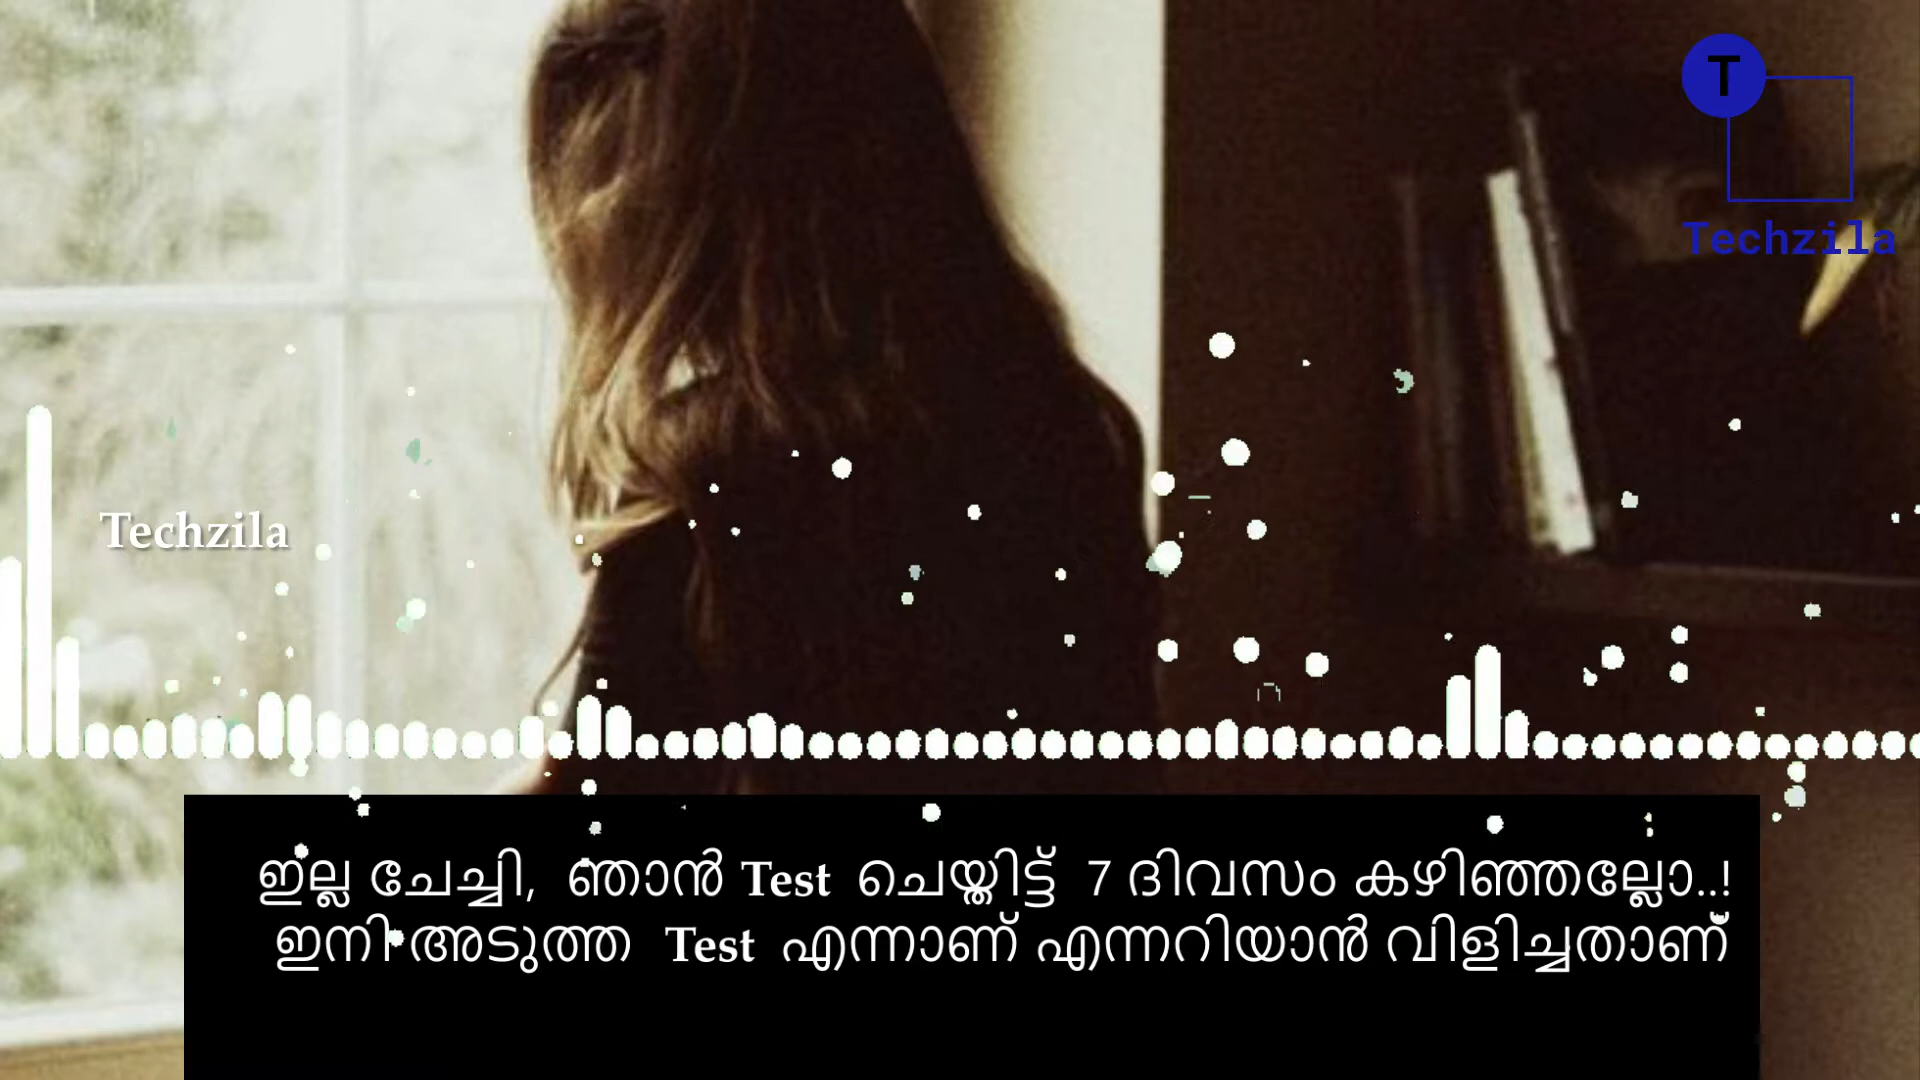 T
Techzila
Techzila
ഇല്ല ചേച്ചി, ഞാൻ Test ചെയ്തിട്ട് 7 ദിവസം കഴിഞ്ഞല്ലോ..!
ഇനി അടുത്ത Test എന്നാണ് എന്നറിയാൻ വിളിച്ചതാണ്